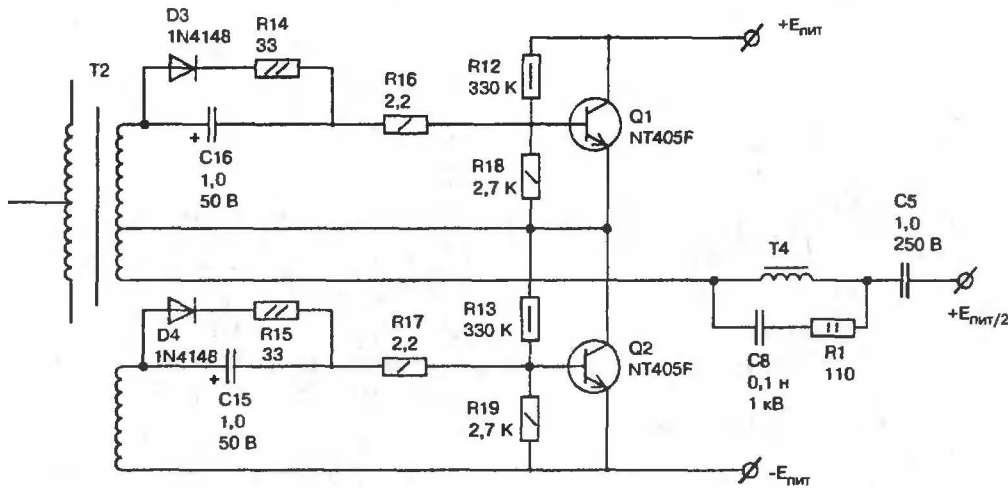 D3
1N4148
R14
33
T2
R16
2,2
R12
330 К
+Eпит
Q1
NT405F
C16
1,0
50 В
R18
2,7 К
C5
1,0
250 В
T4
D4
1N4148
R15
33
R17
2,2
R13
330 К
+Eпит/2
Q2
NT405F
C8
0,1 н
1 кВ
R1
110
C15
1,0
50 В
R19
2,7 К
-Eпит